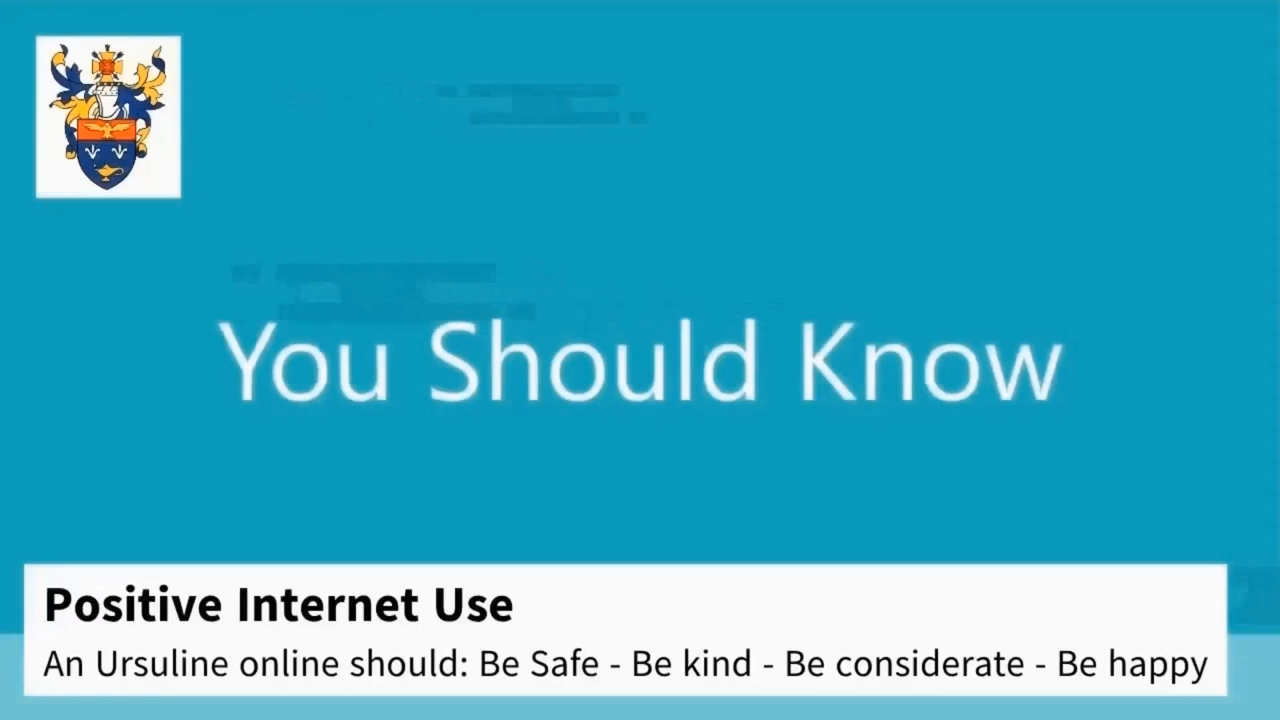 You Should Know
Positive Internet Use
An Ursuline online should: Be Safe - Be kind - Be considerate - Be happy